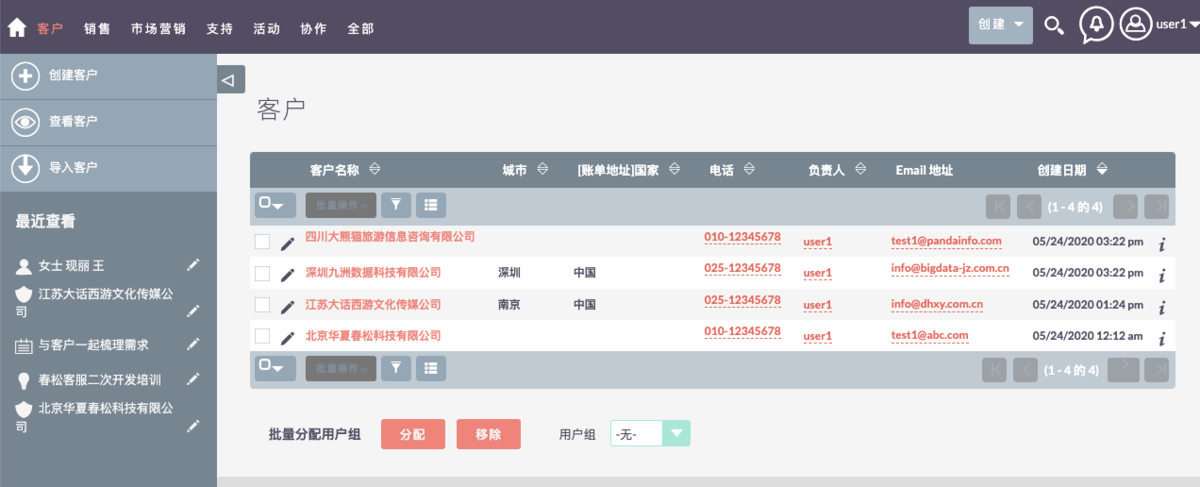 客户 销售 市场营销 支持 活动 协作 全部 创建 user1
创建客户
查看客户
导入客户
最近查看
女士 现丽 王
江苏大话西游文化传媒公
司
与客户一起梳理需求
春松客服二次开发培训
北京华夏春松科技有限公
司
客户
客户名称 城市 [账单地址]国家 电话 负责人 Email 地址 创建日期
批量操作 (1 - 4 的 4)
四川大熊猫旅游信息咨询有限公司 010-12345678 user1 test1@pandainfo.com 05/24/2020 03:22 pm
深圳九洲数据科技有限公司 深圳 中国 025-12345678 user1 info@bigdata-jz.com.cn 05/24/2020 03:22 pm
江苏大话西游文化传媒公司 南京 中国 025-12345678 user1 info@dhxy.com.cn 05/24/2020 01:24 pm
北京华夏春松科技有限公司 010-12345678 user1 test1@abc.com 05/24/2020 12:12 am
批量操作 (1 - 4 的 4)
批量分配用户组 分配 移除 用户组 -无-